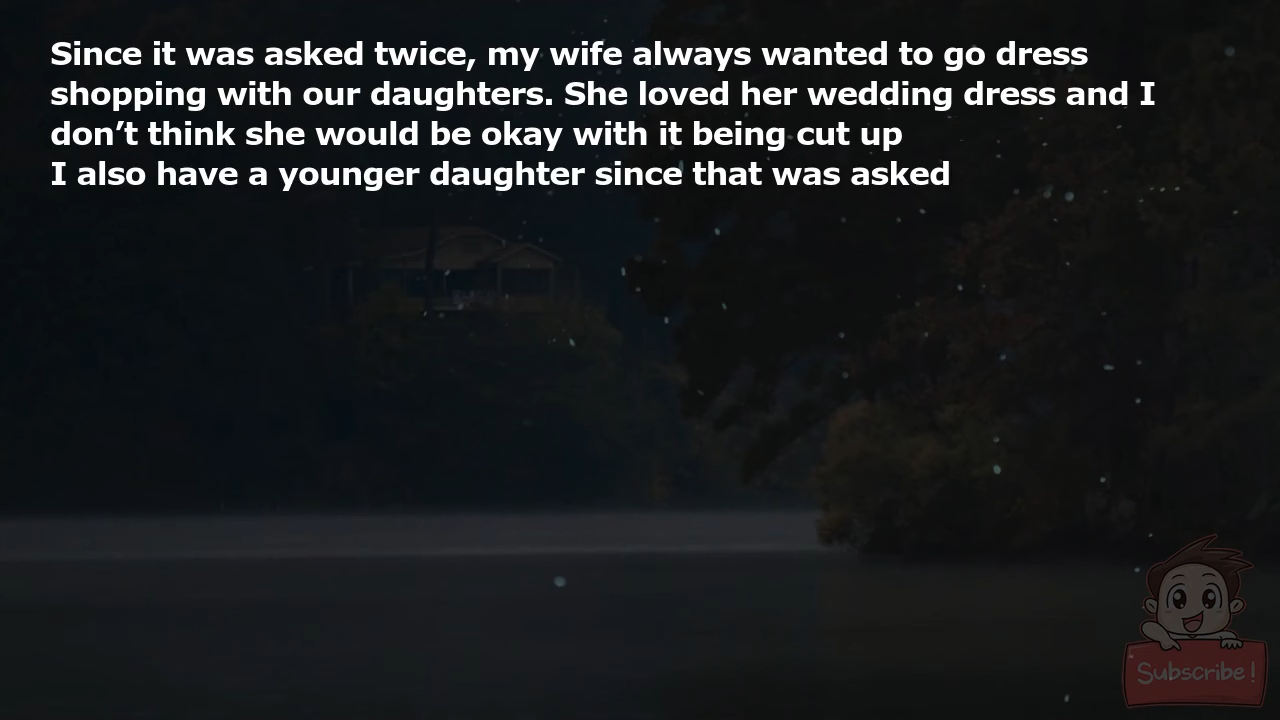 Since it was asked twice, my wife always wanted to go dress
shopping with our daughters. She loved her wedding dress and I
don’t think she would be okay with it being cut up
I also have a younger daughter since that was asked
Subscribe!